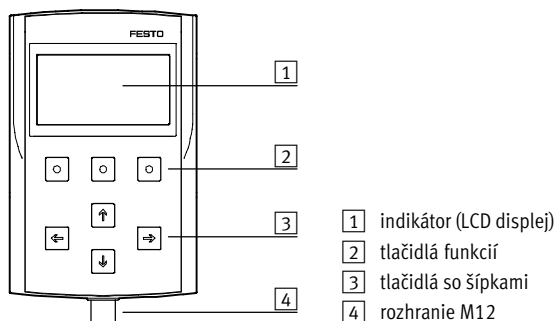 FESTO
1
2
3
4
1 indikátor (LCD displej)
2 tlačidlá funkcií
3 tlačidlá so šípkami
4 rozhranie M12